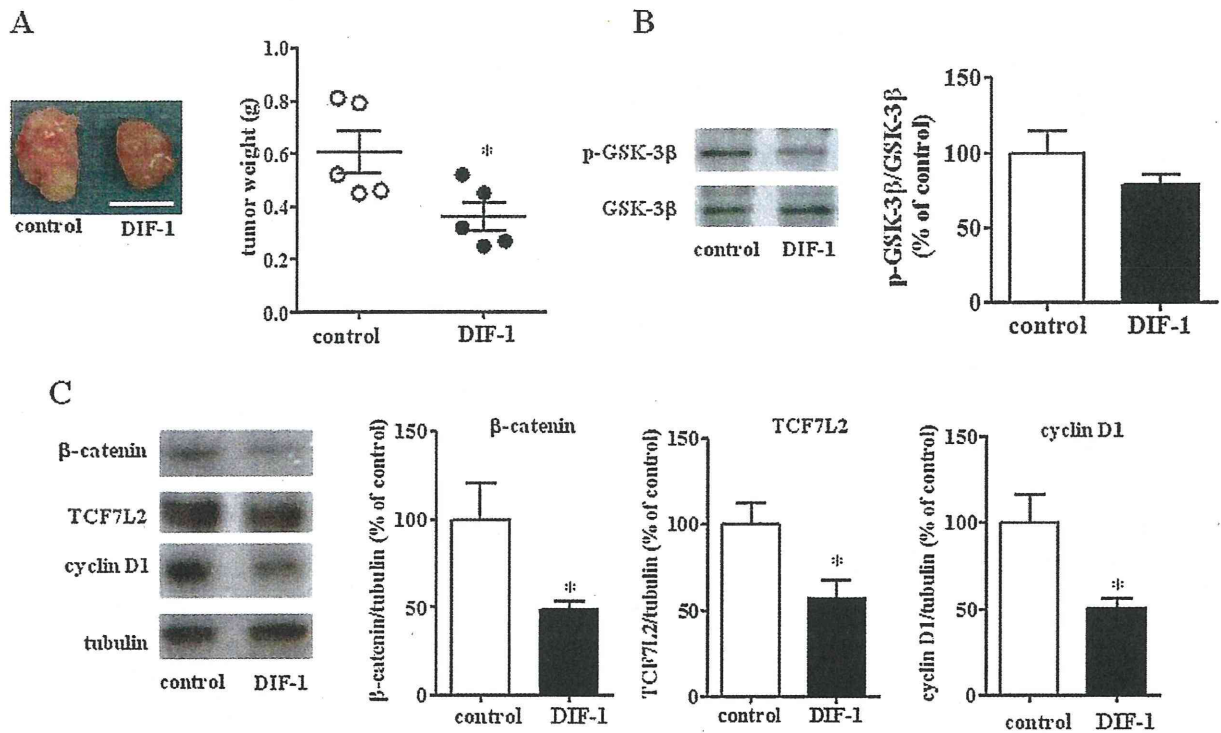 A
control DIF-1
tumor weight (g)
1.0
0.8
0.6
0.4
0.2
0.0
*
control DIF-1
B
p-GSK-3β
GSK-3β
control DIF-1
p-GSK-3β/GSK-3β
(% of control)
150
100
50
0
control DIF-1
C
β-catenin
TCF7L2
cyclin D1
tubulin
control DIF-1
β-catenin
β-catenin/tubulin (% of control)
150
100
50
0
*
control DIF-1
TCF7L2
TCF7L2/tubulin (% of control)
150
100
50
0
*
control DIF-1
cyclin D1
cyclin D1/tubulin (% of control)
150
100
50
0
*
control DIF-1